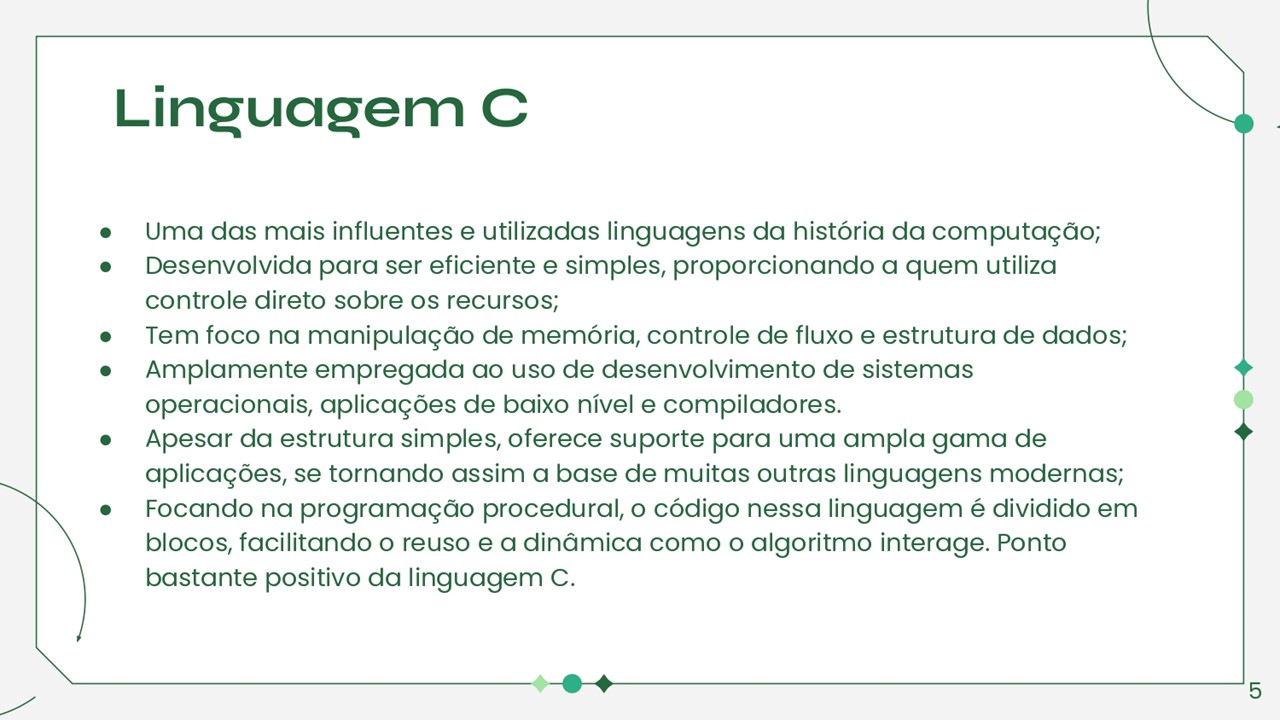 Linguagem C
● Uma das mais influentes e utilizadas linguagens da história da computação;
● Desenvolvida para ser eficiente e simples, proporcionando a quem utiliza
controle direto sobre os recursos;
● Tem foco na manipulação de memória, controle de fluxo e estrutura de dados;
● Amplamente empregada ao uso de desenvolvimento de sistemas
operacionais, aplicações de baixo nível e compiladores.
● Apesar da estrutura simples, oferece suporte para uma ampla gama de
aplicações, se tornando assim a base de muitas outras linguagens modernas;
● Focando na programação procedural, o código nessa linguagem é dividido em
blocos, facilitando o reuso e a dinâmica como o algoritmo interage. Ponto
bastante positivo da linguagem C.
5